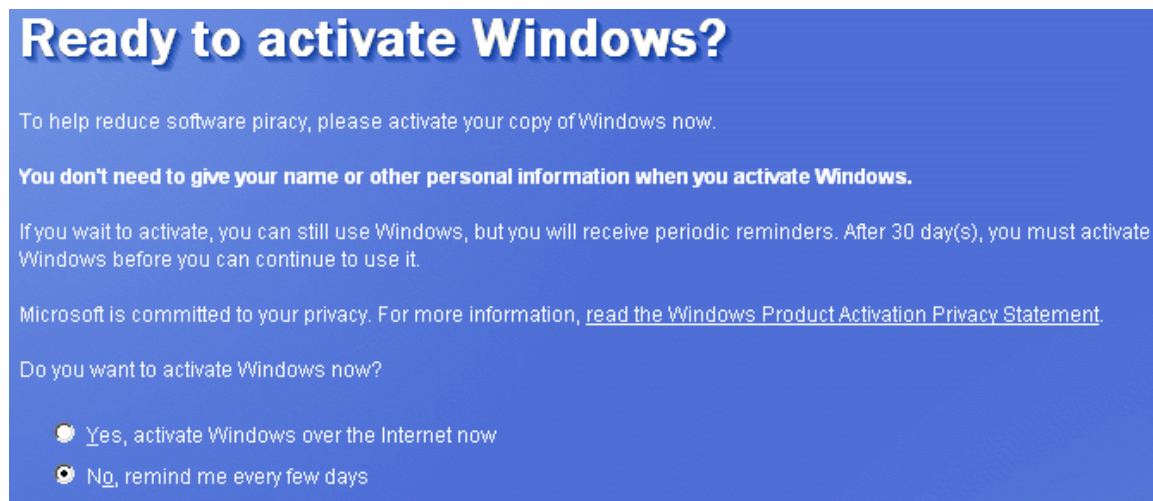 Ready to activate Windows?
To help reduce software piracy, please activate your copy of Windows now.
You don't need to give your name or other personal information when you activate Windows.
If you wait to activate, you can still use Windows, but you will receive periodic reminders. After 30 day(s), you must activate
Windows before you can continue to use it.
Microsoft is committed to your privacy. For more information, read the Windows Product Activation Privacy Statement.
Do you want to activate Windows now?
Yes, activate Windows over the Internet now
No, remind me every few days